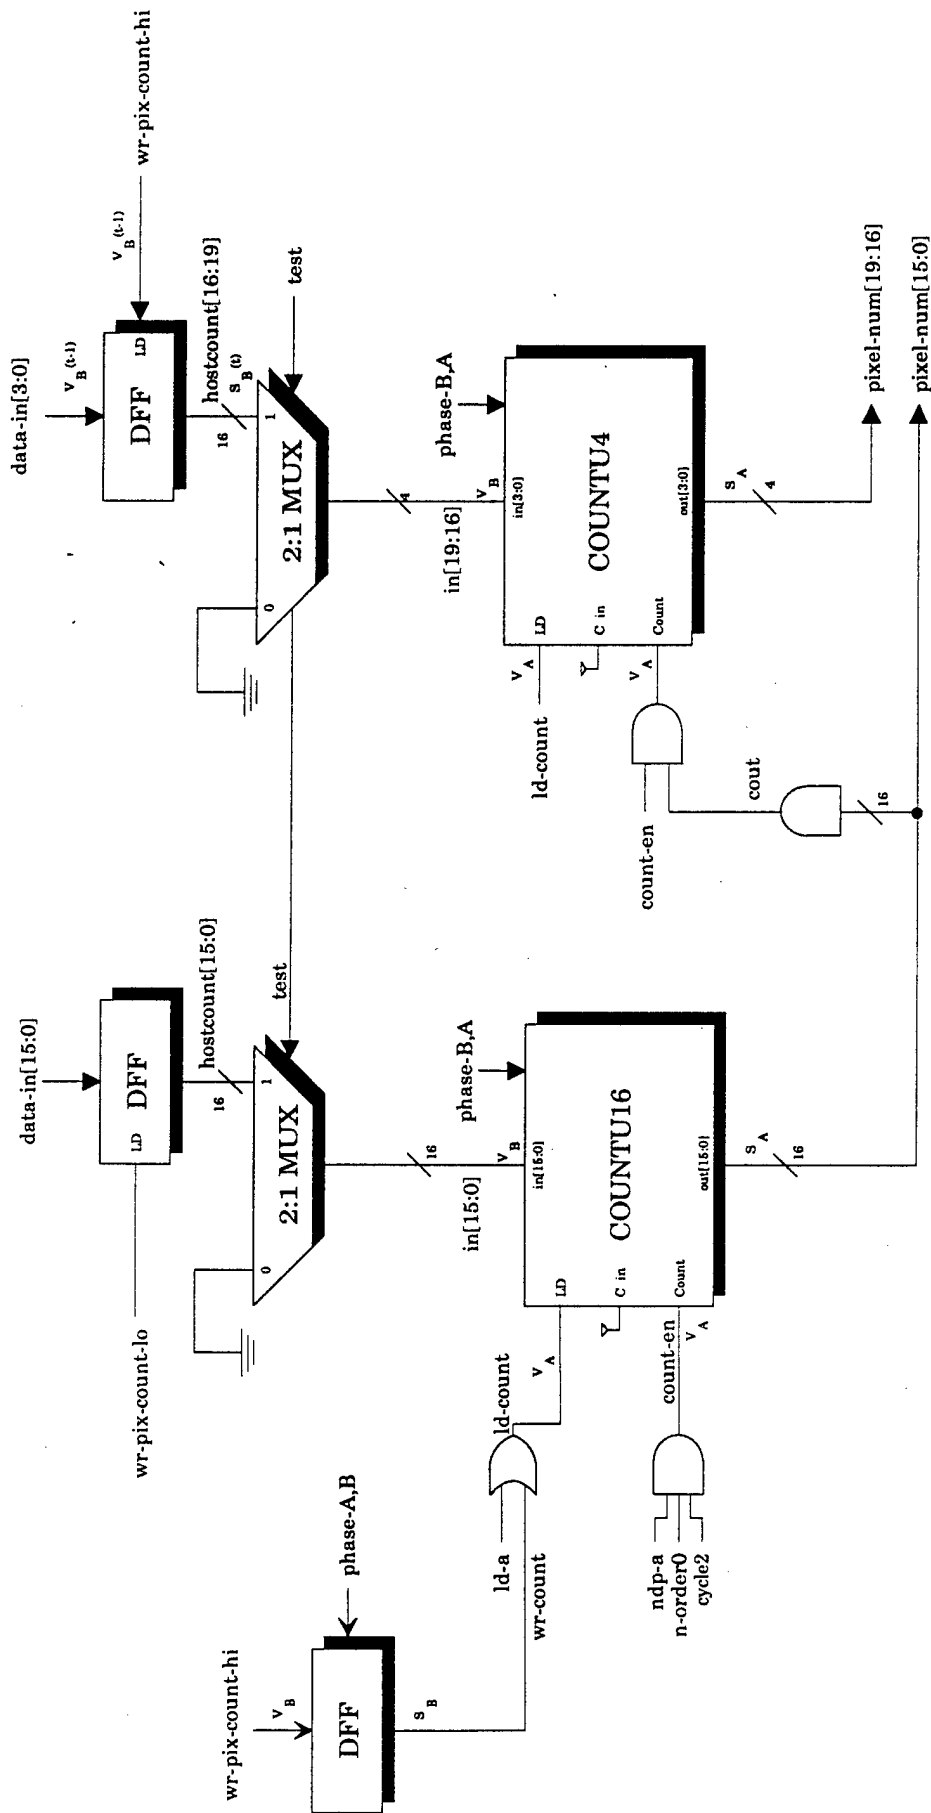 data-in[3:0]
V B (t-1)
wr-pix-count-hi
V B (t-1)
LD
DFF
hostcount[16:19]
16
S B (t)
test
0
1
2:1 MUX
4
in[19:16]
V B
phase-B,A
in[3:0]
COUNTU4
LD
C in
Count
out[3:0]
ld-count
V A
V A
count-en
cout
16
S A
4
pixel-num[19:16]
pixel-num[15:0]
data-in[15:0]
LD
DFF
wr-pix-count-lo
hostcount[15:0]
16
test
0
1
2:1 MUX
16
in[15:0]
V B
phase-B,A
in[15:0]
COUNTU16
LD
C in
Count
out[15:0]
S A
16
ld-count
V A
count-en
V A
wr-pix-count-hi
V B
DFF
phase-A,B
S B
ld-a
wr-count
ndp-a
n-order0
cycle2